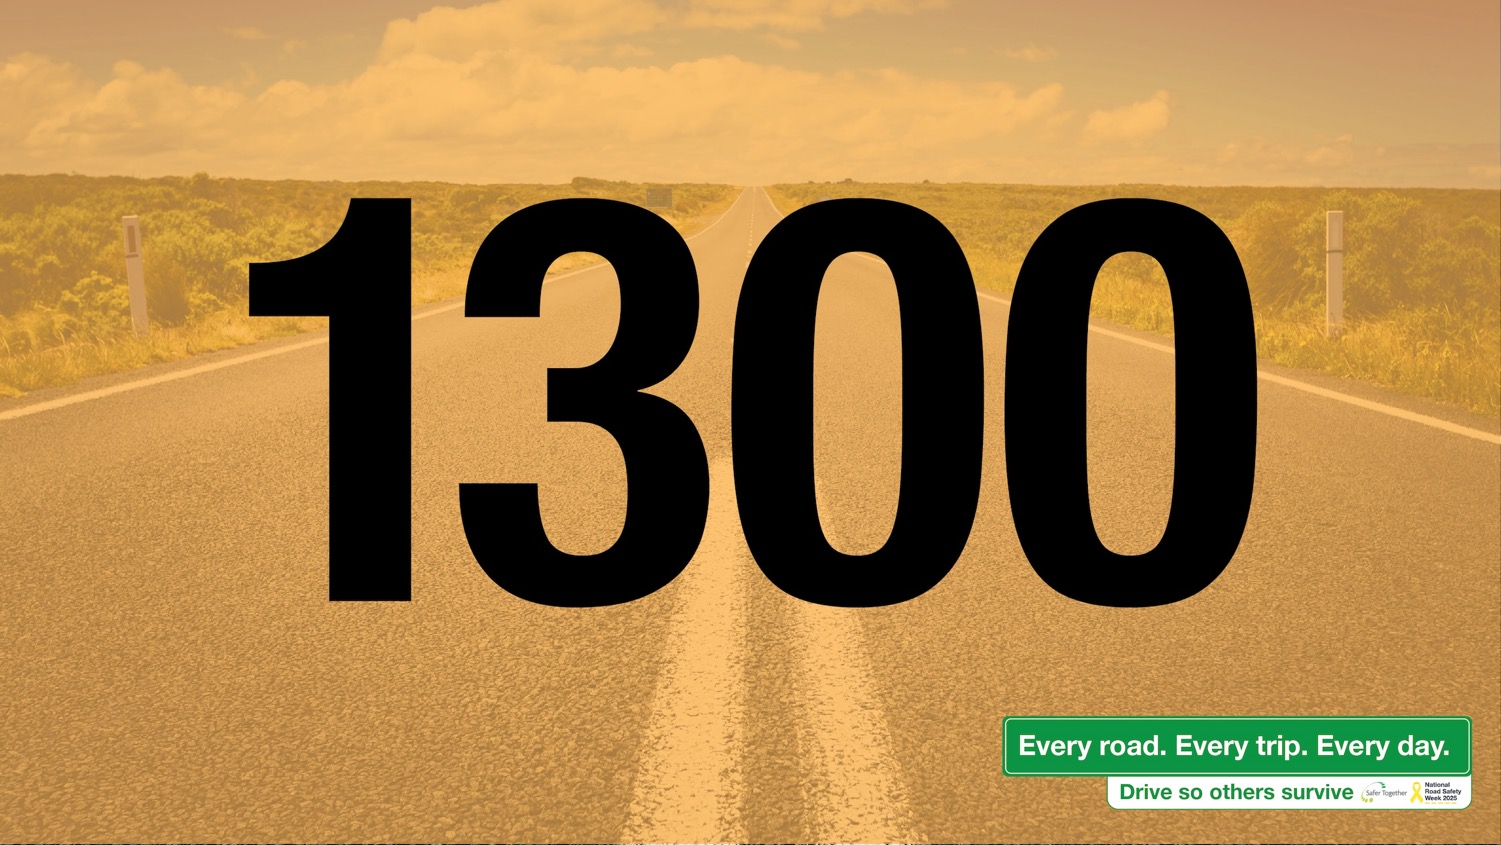 1300
Every road. Every trip. Every day.
Drive so others survive
Safer Together
National
Road Safety
Week 2025